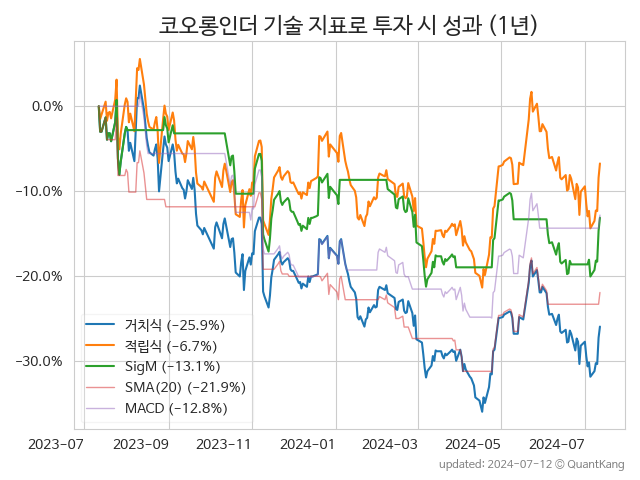 코오롱인더 기술 지표로 투자 시 성과 (1년)
0.0%
−10.0%
−20.0%
−30.0%
거치식 (−25.9%)
적립식 (−6.7%)
SigM (−13.1%)
SMA(20) (−21.9%)
MACD (−12.8%)
2023-07 2023-09 2023-11 2024-01 2024-03 2024-05 2024-07
updated: 2024-07-12 © QuantKang